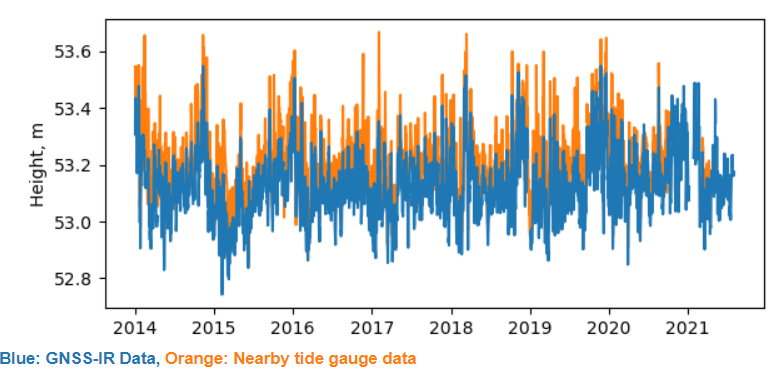 53.6
53.4
53.2
53.0
52.8
Height, m
2014 2015 2016 2017 2018 2019 2020 2021
Blue: GNSS-IR Data, Orange: Nearby tide gauge data